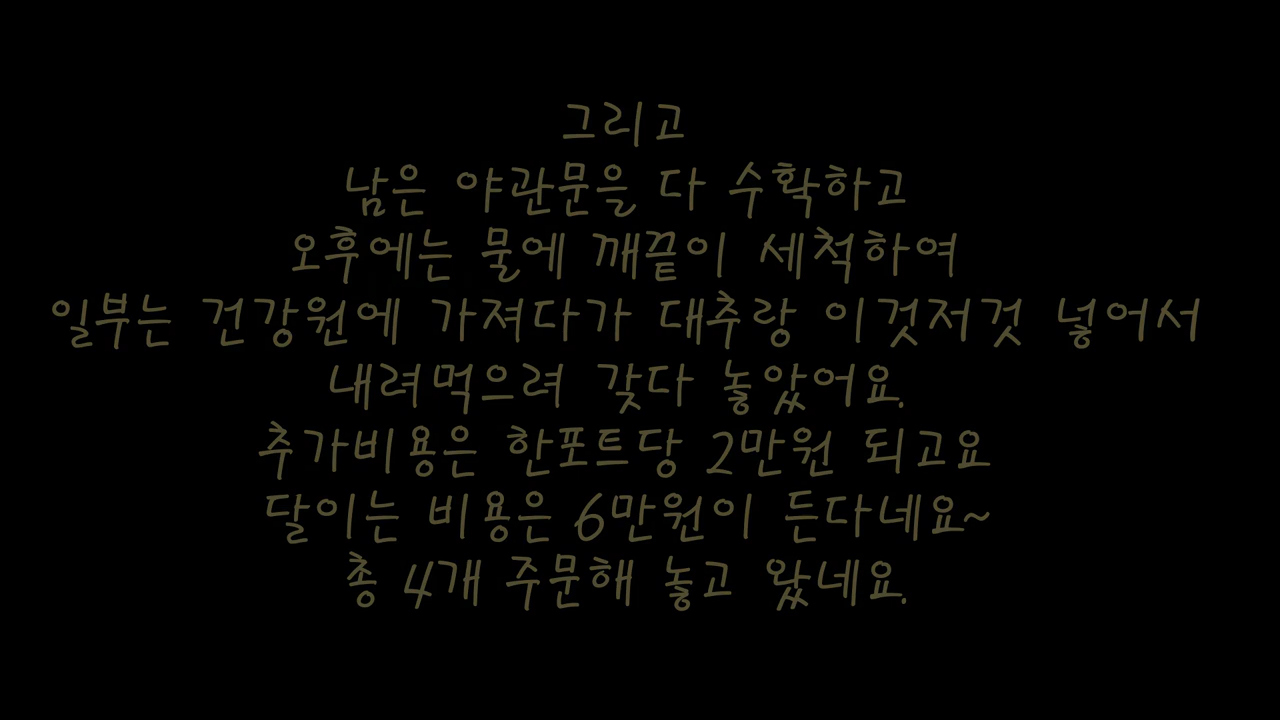 그리고
남은 야관문을 다 수확하고
오후에는 물에 깨끝이 세척하여
일부는 건강원에 가져다가 대추랑 이것저것 넣어서
내려먹으려 갖다 놓았어요.
추가비용은 한포트당 2만원 되고요
달이는 비용은 6만원이 든다네요~
총 4개 주문해 놓고 왔네요.